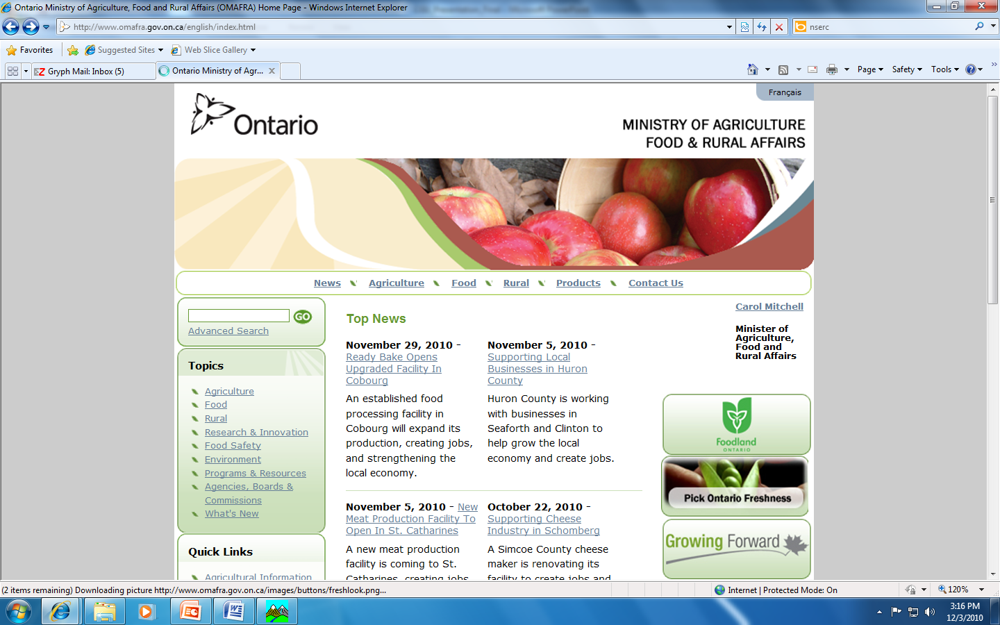 Ontario Ministry of Agriculture, Food and Rural Affairs (OMAFRA) Home Page - Windows Internet Explorer
http://www.omafra.gov.on.ca/english/index.html
nserc
Favorites
Suggested Sites
Web Slice Gallery
Gryph Mail: Inbox (5)
Ontario Ministry of Agr...
Page
Safety
Tools
Français
Ontario
MINISTRY OF AGRICULTURE
FOOD & RURAL AFFAIRS
News
Agriculture
Food
Rural
Products
Contact Us
GO
Advanced Search
Topics
Agriculture
Food
Rural
Research & Innovation
Food Safety
Environment
Programs & Resources
Agencies, Boards &
Commissions
What's New
Quick Links
Agricultural Information
Top News
November 29, 2010 -
Ready Bake Opens
Upgraded Facility In
Cobourg
An established food
processing facility in
Cobourg will expand its
production, creating jobs,
and strengthening the
local economy.
November 5, 2010 -
Supporting Local
Businesses in Huron
County
Huron County is working
with businesses in
Seaforth and Clinton to
help grow the local
economy and create jobs.
November 5, 2010 - New
Meat Production Facility To
Open In St. Catharines
A new meat production
facility is coming to St.
Catharines, creating jobs
October 22, 2010 -
Supporting Cheese
Industry in Schomberg
A Simcoe County cheese
maker is renovating its
facility to create jobs and
Carol Mitchell
Minister of
Agriculture,
Food and
Rural Affairs
Foodland
ONTARIO
Pick Ontario Freshness
Growing Forward
(2 items remaining) Downloading picture http://www.omafra.gov.on.ca/images/buttons/freshlook.png...
Internet | Protected Mode: On
120%
3:16 PM
12/3/2010